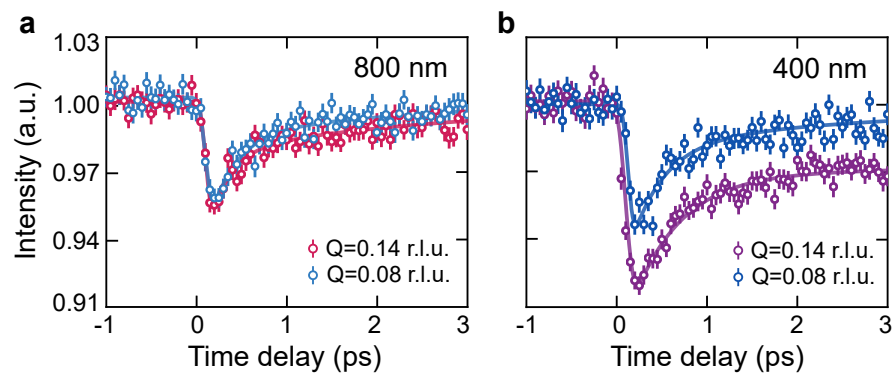 a
1.03
1.00
0.97
0.94
0.91
Intensity (a.u.)
800 nm
Q=0.14 r.l.u.
Q=0.08 r.l.u.
-1 0 1 2 3
Time delay (ps)
b
400 nm
Q=0.14 r.l.u.
Q=0.08 r.l.u.
-1 0 1 2 3
Time delay (ps)